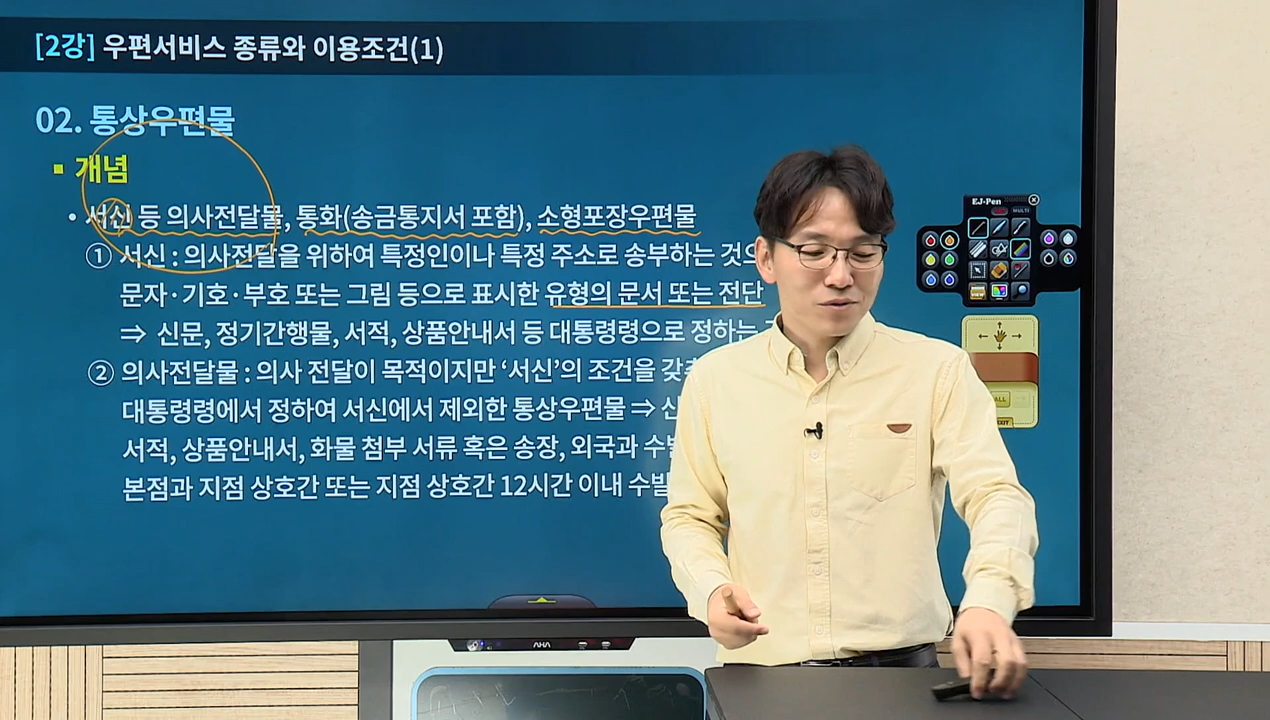 [2강] 우편서비스 종류와 이용조건(1)
02. 통상우편물
▪ 개념
• 서신 등 의사전달물, 통화(송금통지서 포함), 소형포장우편물
① 서신 : 의사전달을 위하여 특정인이나 특정 주소로 송부하는 것으
문자·기호·부호 또는 그림 등으로 표시한 유형의 문서 또는 전단
⇒ 신문, 정기간행물, 서적, 상품안내서 등 대통령령으로 정하는
② 의사전달물 : 의사 전달이 목적이지만 ‘서신’의 조건을 갖추
대통령령에서 정하여 서신에서 제외한 통상우편물 ⇒ 신
서적, 상품안내서, 화물 첨부 서류 혹은 송장, 외국과 수발
본점과 지점 상호간 또는 지점 상호간 12시간 이내 수발
EJ-Pen
MULTI
ALL
EXIT
AHA